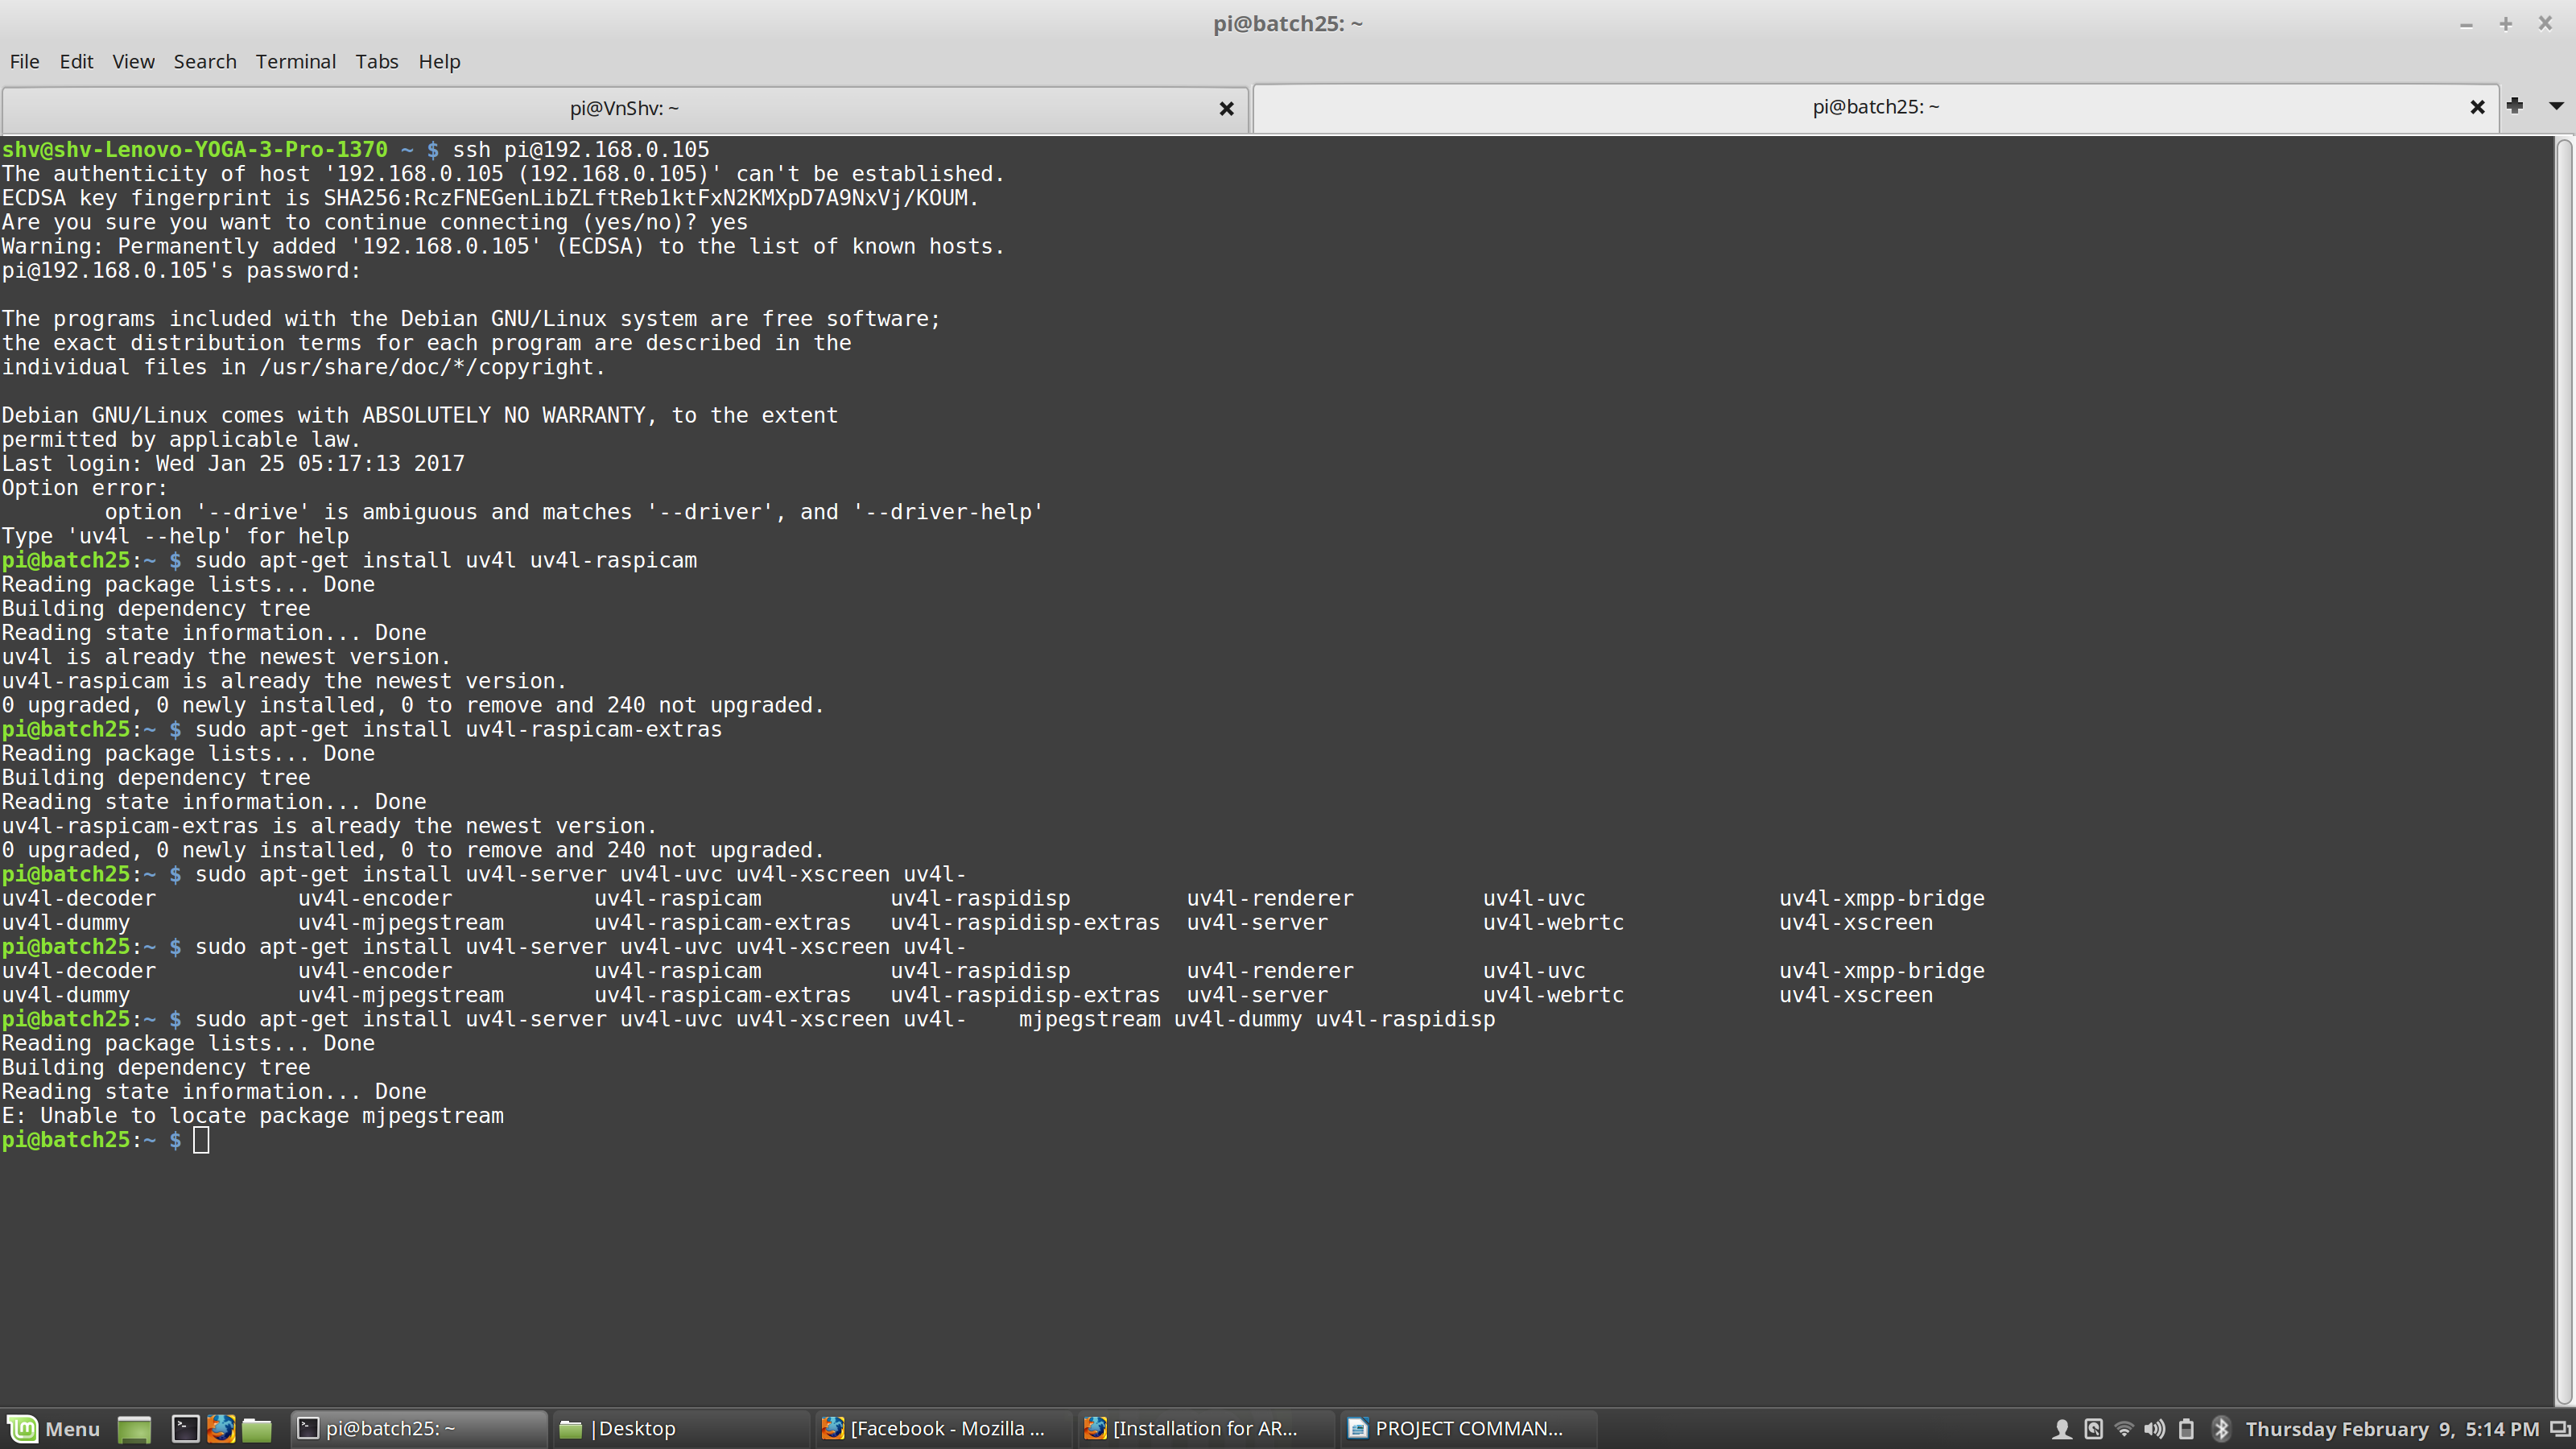 pi@batch25: ~
File Edit View Search Terminal Tabs Help
pi@VnShv: ~
pi@batch25: ~
shv@shv-Lenovo-YOGA-3-Pro-1370 ~ $ ssh pi@192.168.0.105
The authenticity of host '192.168.0.105 (192.168.0.105)' can't be established.
ECDSA key fingerprint is SHA256:RczFNEGenLibZLftReb1ktFxN2KMXpD7A9NxVj/KOUM.
Are you sure you want to continue connecting (yes/no)? yes
Warning: Permanently added '192.168.0.105' (ECDSA) to the list of known hosts.
pi@192.168.0.105's password:
The programs included with the Debian GNU/Linux system are free software;
the exact distribution terms for each program are described in the
individual files in /usr/share/doc/*/copyright.
Debian GNU/Linux comes with ABSOLUTELY NO WARRANTY, to the extent
permitted by applicable law.
Last login: Wed Jan 25 05:17:13 2017
Option error:
option '--drive' is ambiguous and matches '--driver', and '--driver-help'
Type 'uv4l --help' for help
pi@batch25:~ $ sudo apt-get install uv4l uv4l-raspicam
Reading package lists... Done
Building dependency tree
Reading state information... Done
uv4l is already the newest version.
uv4l-raspicam is already the newest version.
0 upgraded, 0 newly installed, 0 to remove and 240 not upgraded.
pi@batch25:~ $ sudo apt-get install uv4l-raspicam-extras
Reading package lists... Done
Building dependency tree
Reading state information... Done
uv4l-raspicam-extras is already the newest version.
0 upgraded, 0 newly installed, 0 to remove and 240 not upgraded.
pi@batch25:~ $ sudo apt-get install uv4l-server uv4l-uvc uv4l-xscreen uv4l-
uv4l-decoder uv4l-encoder uv4l-raspicam uv4l-raspidisp uv4l-renderer uv4l-uvc uv4l-xmpp-bridge
uv4l-dummy uv4l-mjpegstream uv4l-raspicam-extras uv4l-raspidisp-extras uv4l-server uv4l-webrtc uv4l-xscreen
pi@batch25:~ $ sudo apt-get install uv4l-server uv4l-uvc uv4l-xscreen uv4l-
uv4l-decoder uv4l-encoder uv4l-raspicam uv4l-raspidisp uv4l-renderer uv4l-uvc uv4l-xmpp-bridge
uv4l-dummy uv4l-mjpegstream uv4l-raspicam-extras uv4l-raspidisp-extras uv4l-server uv4l-webrtc uv4l-xscreen
pi@batch25:~ $ sudo apt-get install uv4l-server uv4l-uvc uv4l-xscreen uv4l-    mjpegstream uv4l-dummy uv4l-raspidisp
Reading package lists... Done
Building dependency tree
Reading state information... Done
E: Unable to locate package mjpegstream
pi@batch25:~ $
Menu pi@batch25: ~ |Desktop [Facebook - Mozilla ... [Installation for AR... PROJECT COMMAN... Thursday February 9, 5:14 PM